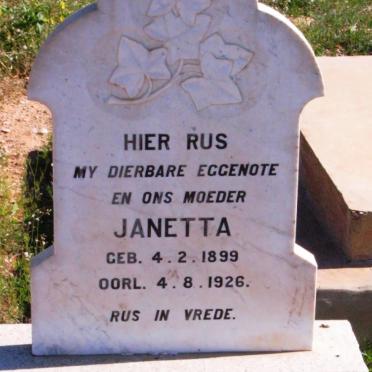 HIER RUS
MY DIERBARE EGGENOTE
EN ONS MOEDER
JANETTA
GEB. 4.2.1899
OORL. 4.8.1926.
RUS IN VREDE.